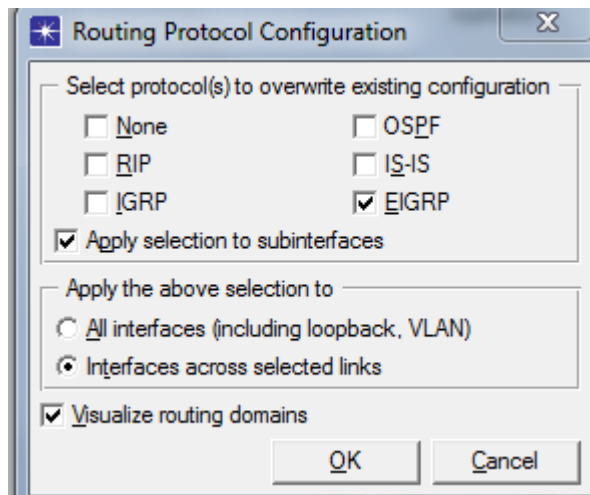 Routing Protocol Configuration
Select protocol(s) to overwrite existing configuration
None OSPF
RIP IS-IS
IGRP EIGRP
Apply selection to subinterfaces
Apply the above selection to
All interfaces (including loopback, VLAN)
Interfaces across selected links
Visualize routing domains
OK Cancel